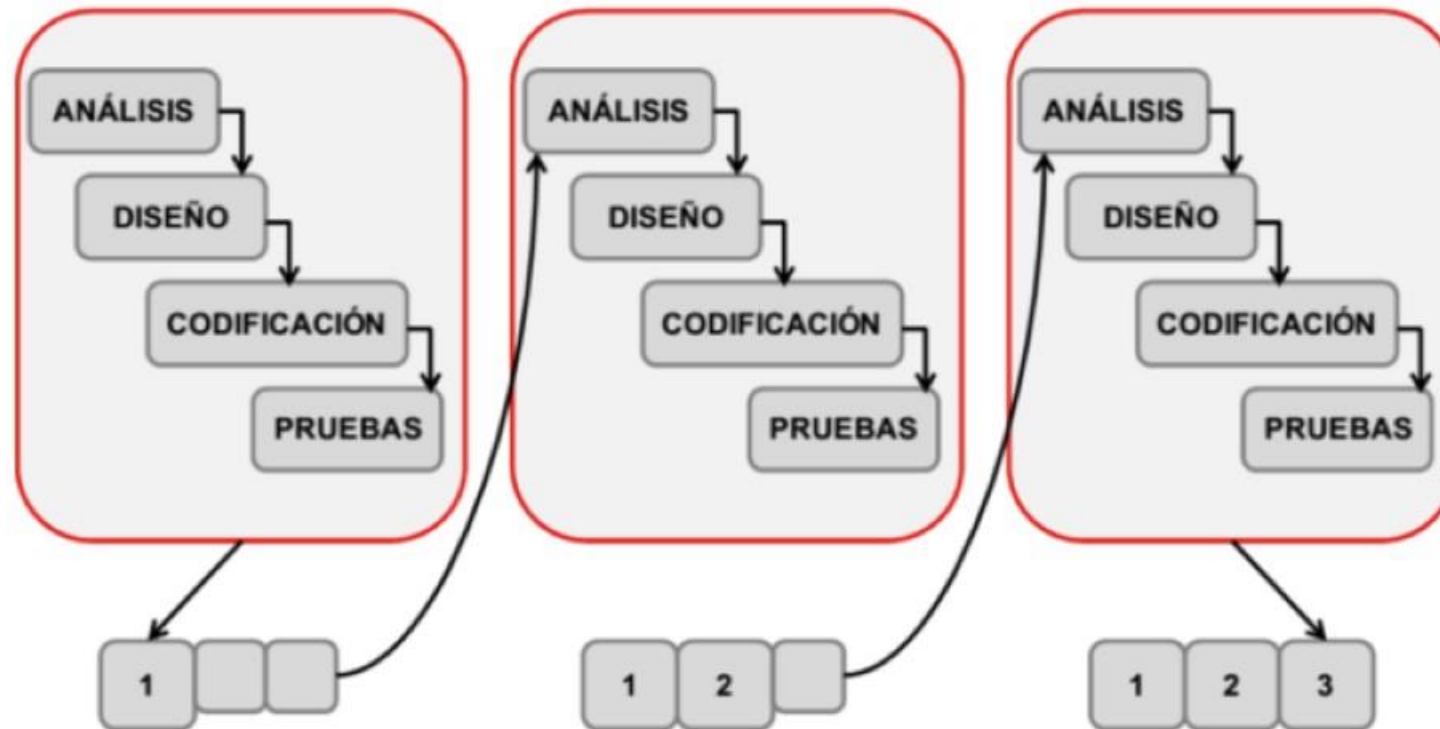 ANÁLISIS
DISEÑO
CODIFICACIÓN
PRUEBAS
ANÁLISIS
DISEÑO
CODIFICACIÓN
PRUEBAS
ANÁLISIS
DISEÑO
CODIFICACIÓN
PRUEBAS
1
1 2
1 2 3